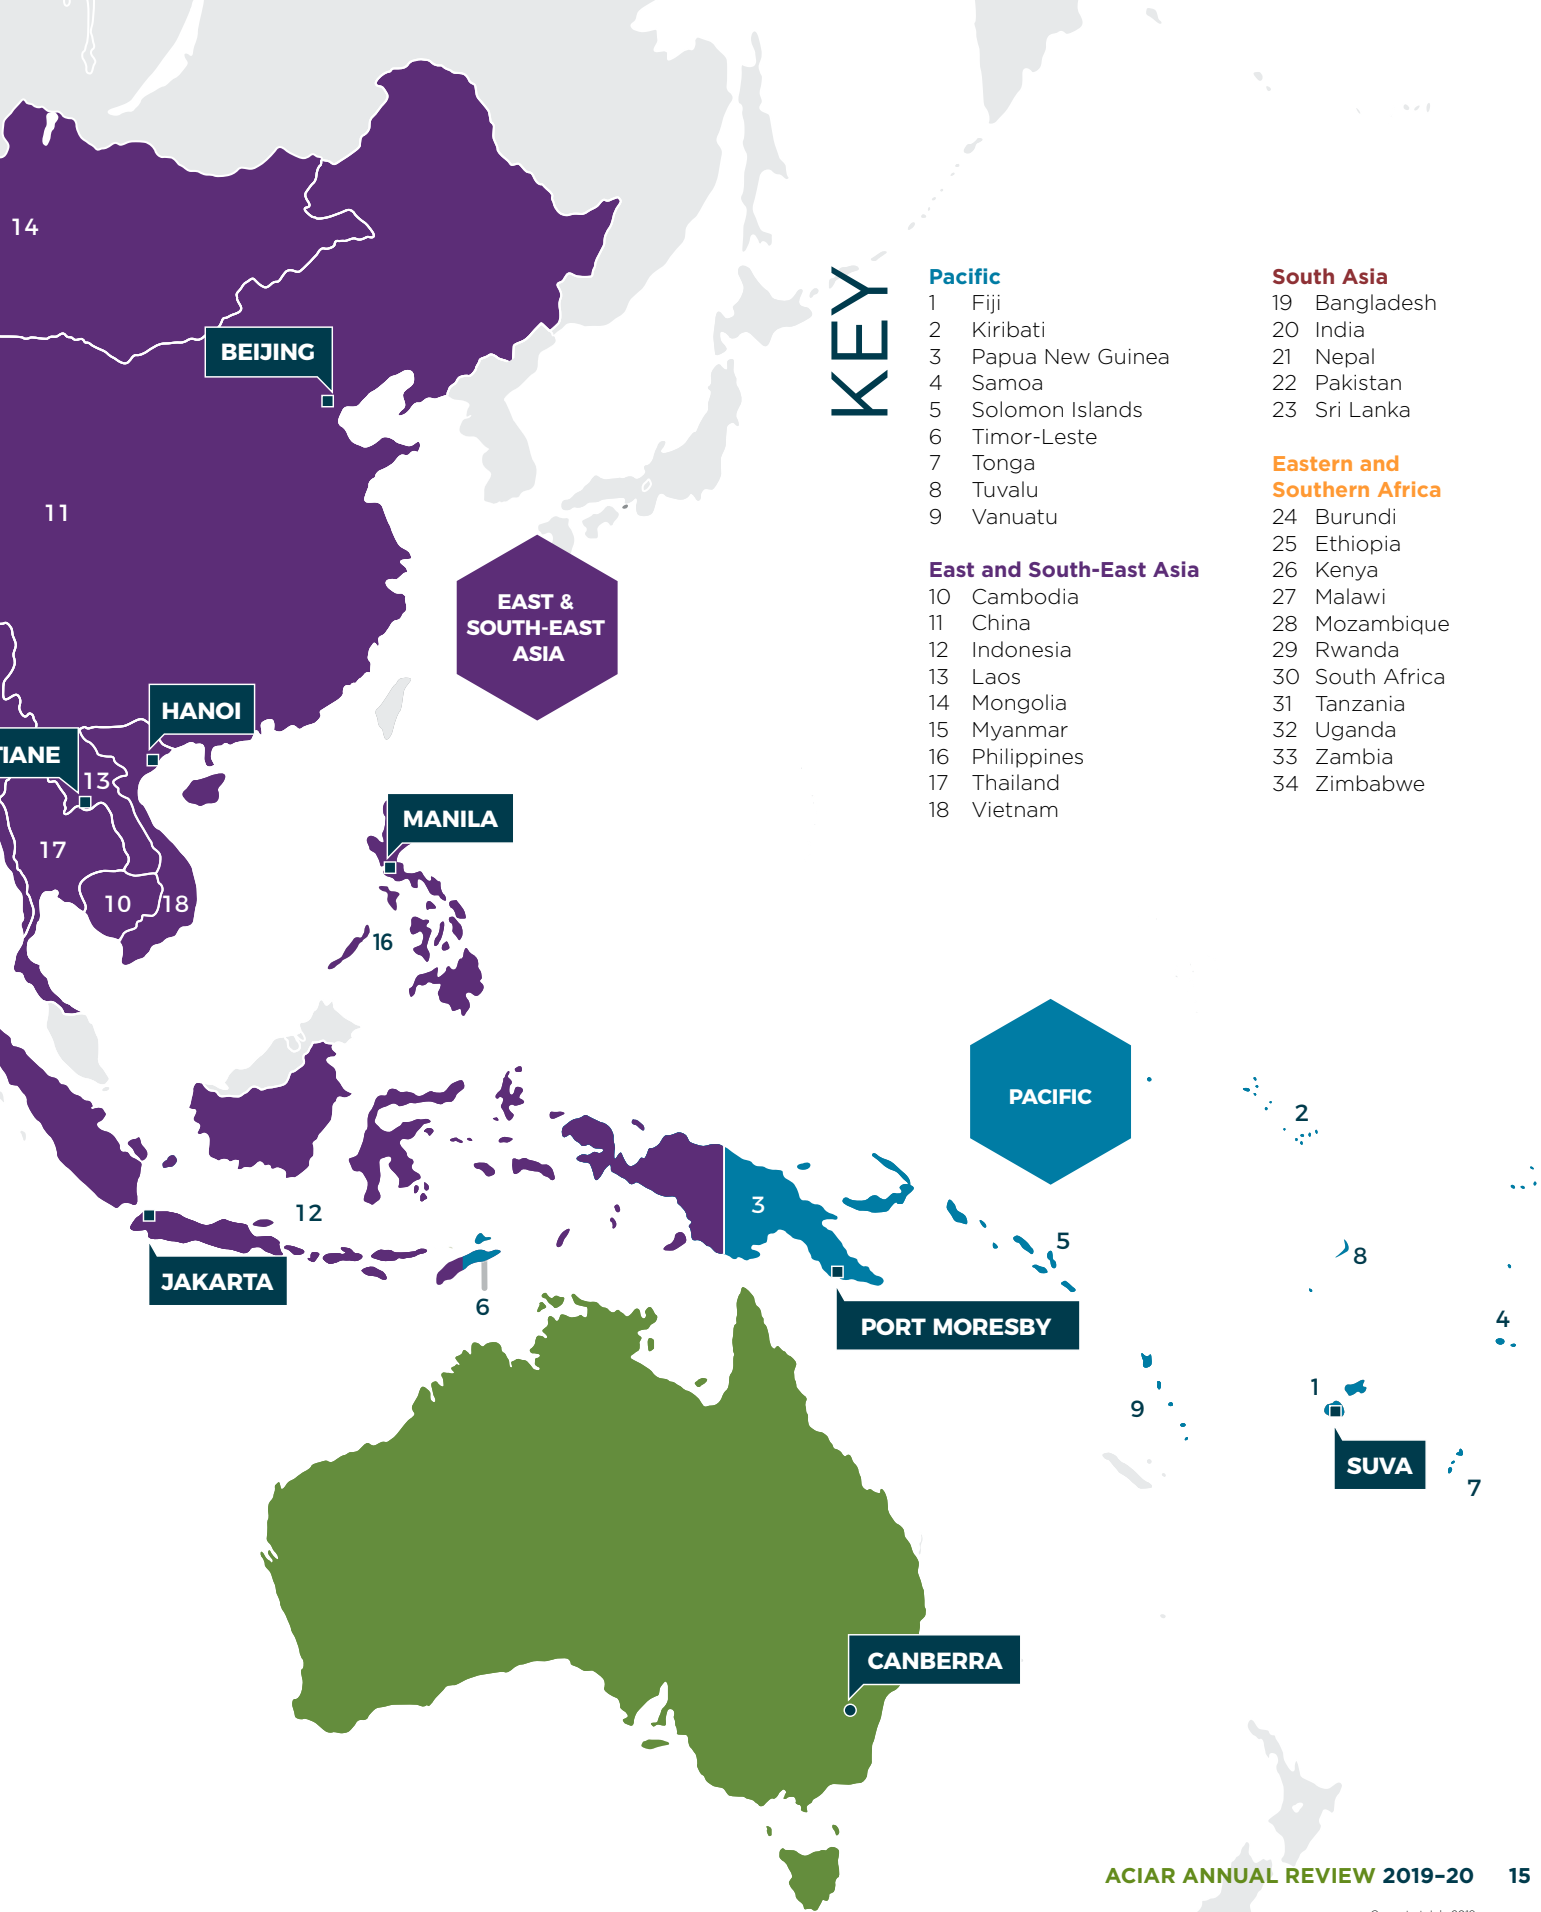 14
BEIJING
11
EAST &
SOUTH-EAST
ASIA
HANOI
TIANE
13
17
10
18
MANILA
16
12
JAKARTA
6
3
PORT MORESBY
5
PACIFIC
2
8
4
1
9
SUVA
7
CANBERRA
KEY
Pacific
1 Fiji
2 Kiribati
3 Papua New Guinea
4 Samoa
5 Solomon Islands
6 Timor-Leste
7 Tonga
8 Tuvalu
9 Vanuatu
East and South-East Asia
10 Cambodia
11 China
12 Indonesia
13 Laos
14 Mongolia
15 Myanmar
16 Philippines
17 Thailand
18 Vietnam
South Asia
19 Bangladesh
20 India
21 Nepal
22 Pakistan
23 Sri Lanka
Eastern and
Southern Africa
24 Burundi
25 Ethiopia
26 Kenya
27 Malawi
28 Mozambique
29 Rwanda
30 South Africa
31 Tanzania
32 Uganda
33 Zambia
34 Zimbabwe
ACIAR ANNUAL REVIEW 2019–20 15